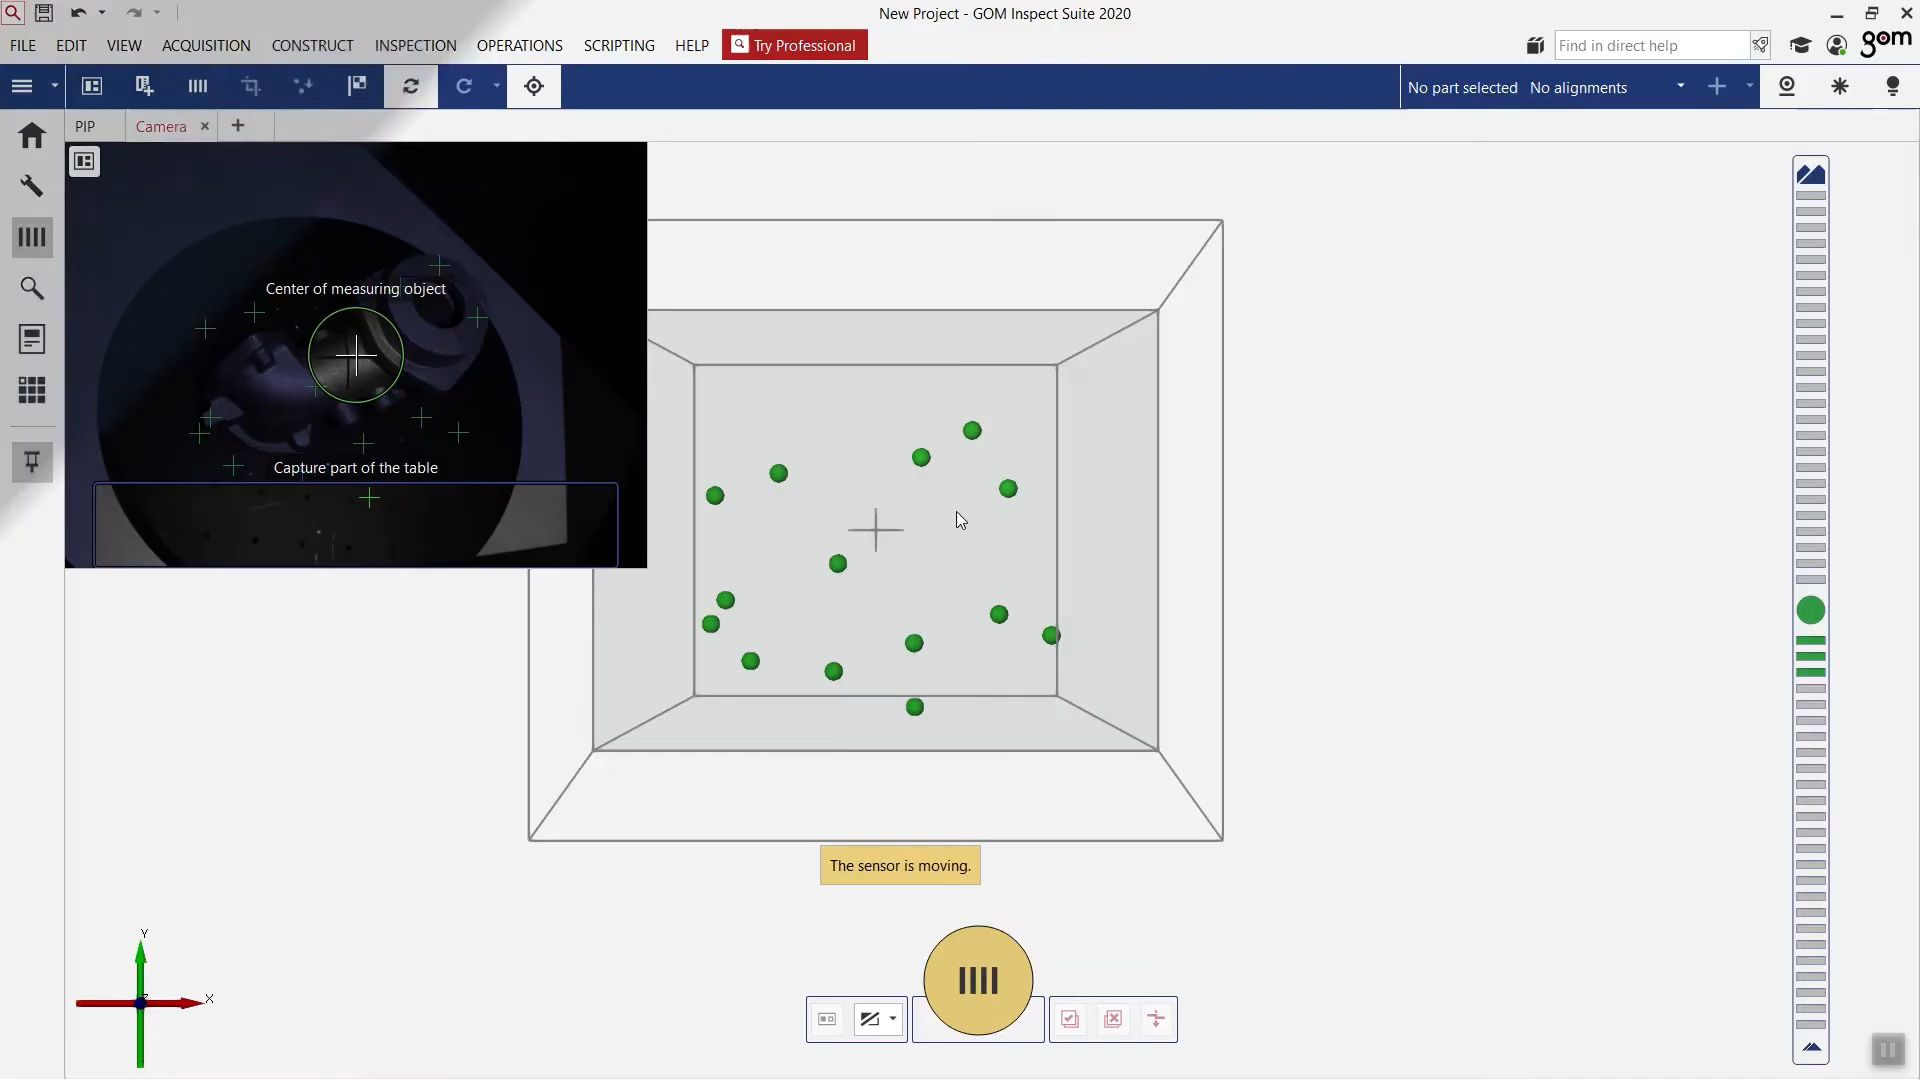 New Project - GOM Inspect Suite 2020
FILE EDIT VIEW ACQUISITION CONSTRUCT INSPECTION OPERATIONS SCRIPTING HELP Try Professional
Find in direct help
gom
No part selected No alignments
PIP Camera
Center of measuring object
Capture part of the table
The sensor is moving.
Y
X
Z